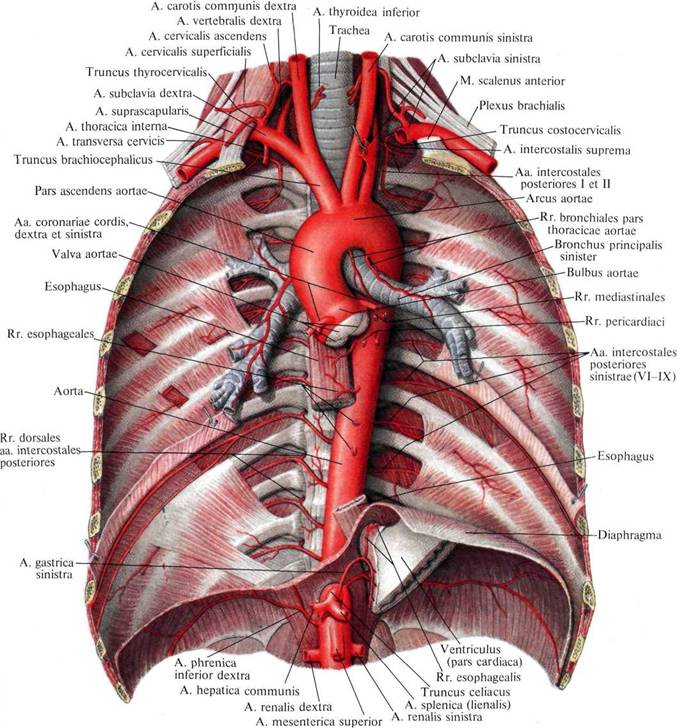 A. carotis communis dextra
A. vertebralis dextra
A. cervicalis ascendens
A. cervicalis superficialis
Truncus thyrocervicalis
A. subclavia dextra
A. suprascapularis
A. thoracica interna
A. transversa cervicis
Truncus brachiocephalicus
Pars ascendens aortae
Aa. coronariae cordis,
dextra et sinistra
Valva aortae
Esophagus
Rr. esophageales
Aorta
Rr. dorsales
aa. intercostales
posteriores
A. gastrica
sinistra
A. thyroidea inferior
Trachea
A. carotis communis sinistra
A. subclavia sinistra
M. scalenus anterior
Plexus brachialis
Truncus costocervicalis
A. intercostalis suprema
Aa. intercostales
posteriores I et II
Arcus aortae
Rr. bronchiales pars
thoracicae aortae
Bronchus principalis
sinister
Bulbus aortae
Rr. mediastinales
Rr. pericardiaci
Aa. intercostales
posteriores
sinistrae (VI–IX)
Esophagus
Diaphragma
A. phrenica
inferior dextra
A. hepatica communis
A. renalis dextra
A. mesenterica superior
Ventriculus
(pars cardiaca)
Rr. esophagealis
Truncus celiacus
A. splenica (lienalis)
A. renalis sinistra